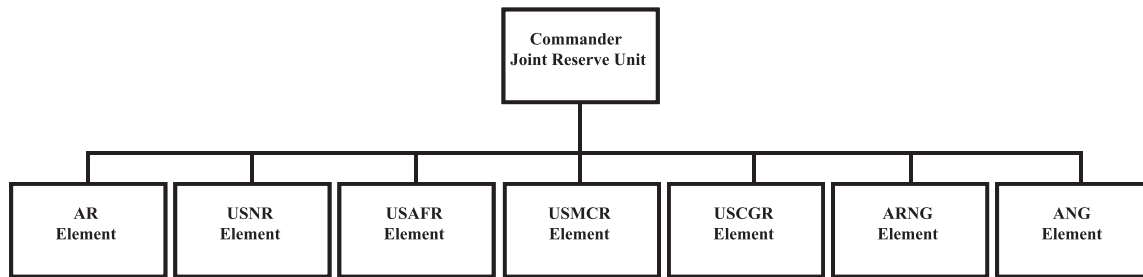 Commander
Joint Reserve Unit
AR
Element
USNR
Element
USAFR
Element
USMCR
Element
USCGR
Element
ARNG
Element
ANG
Element